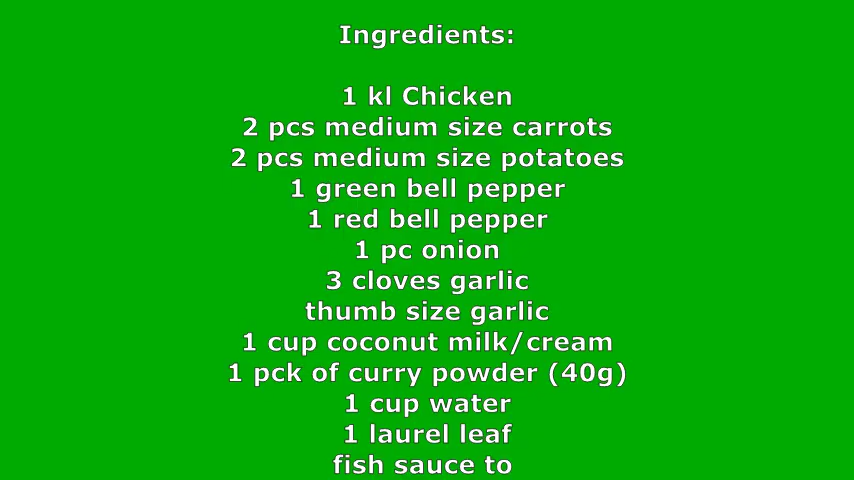 Ingredients:
1 kl Chicken
2 pcs medium size carrots
2 pcs medium size potatoes
1 green bell pepper
1 red bell pepper
1 pc onion
3 cloves garlic
thumb size garlic
1 cup coconut milk/cream
1 pck of curry powder (40g)
1 cup water
1 laurel leaf
fish sauce to